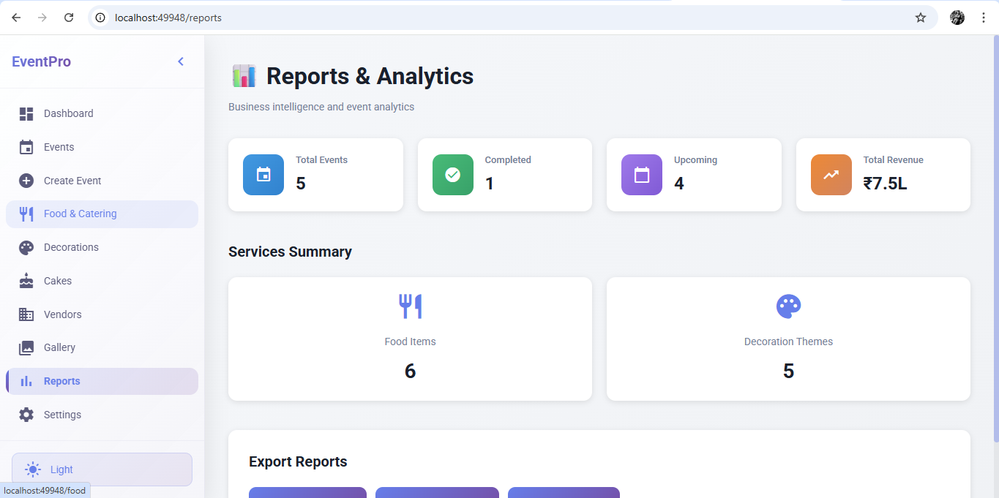 localhost:49948/reports
EventPro
Dashboard
Events
Create Event
Food & Catering
Decorations
Cakes
Vendors
Gallery
Reports
Settings
Light
localhost:49948/food
Reports & Analytics
Business intelligence and event analytics
Total Events
5
Completed
1
Upcoming
4
Total Revenue
₹7.5L
Services Summary
Food Items
6
Decoration Themes
5
Export Reports